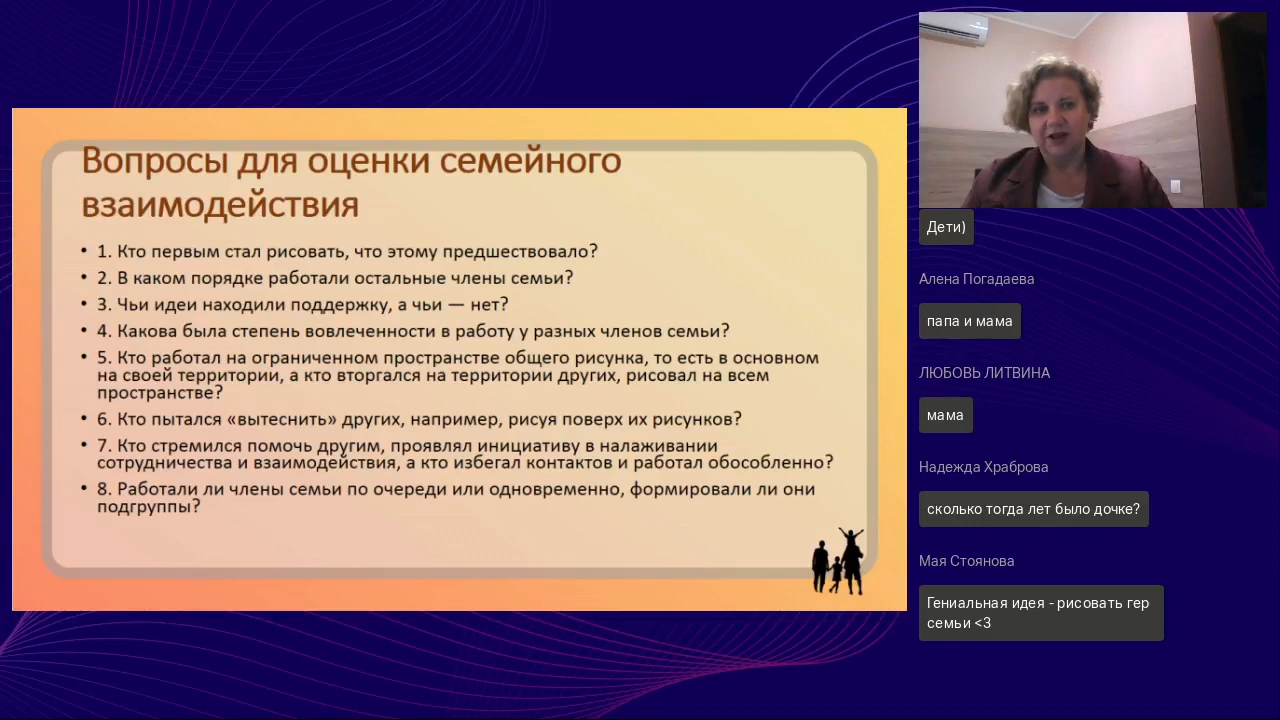 Вопросы для оценки семейного
взаимодействия
• 1. Кто первым стал рисовать, что этому предшествовало?
• 2. В каком порядке работали остальные члены семьи?
• 3. Чьи идеи находили поддержку, а чьи — нет?
• 4. Какова была степень вовлеченности в работу у разных членов семьи?
• 5. Кто работал на ограниченном пространстве общего рисунка, то есть в основном
на своей территории, а кто вторгался на территории других, рисовал на всем
пространстве?
• 6. Кто пытался «вытеснить» других, например, рисуя поверх их рисунков?
• 7. Кто стремился помочь другим, проявлял инициативу в налаживании
сотрудничества и взаимодействия, а кто избегал контактов и работал обособленно?
• 8. Работали ли члены семьи по очереди или одновременно, формировали ли они
подгруппы?
Дети)
Алена Погадаева
папа и мама
ЛЮБОВЬ ЛИТВИНА
мама
Надежда Храброва
сколько тогда лет было дочке?
Мая Стоянова
Гениальная идея - рисовать гер
семьи <3